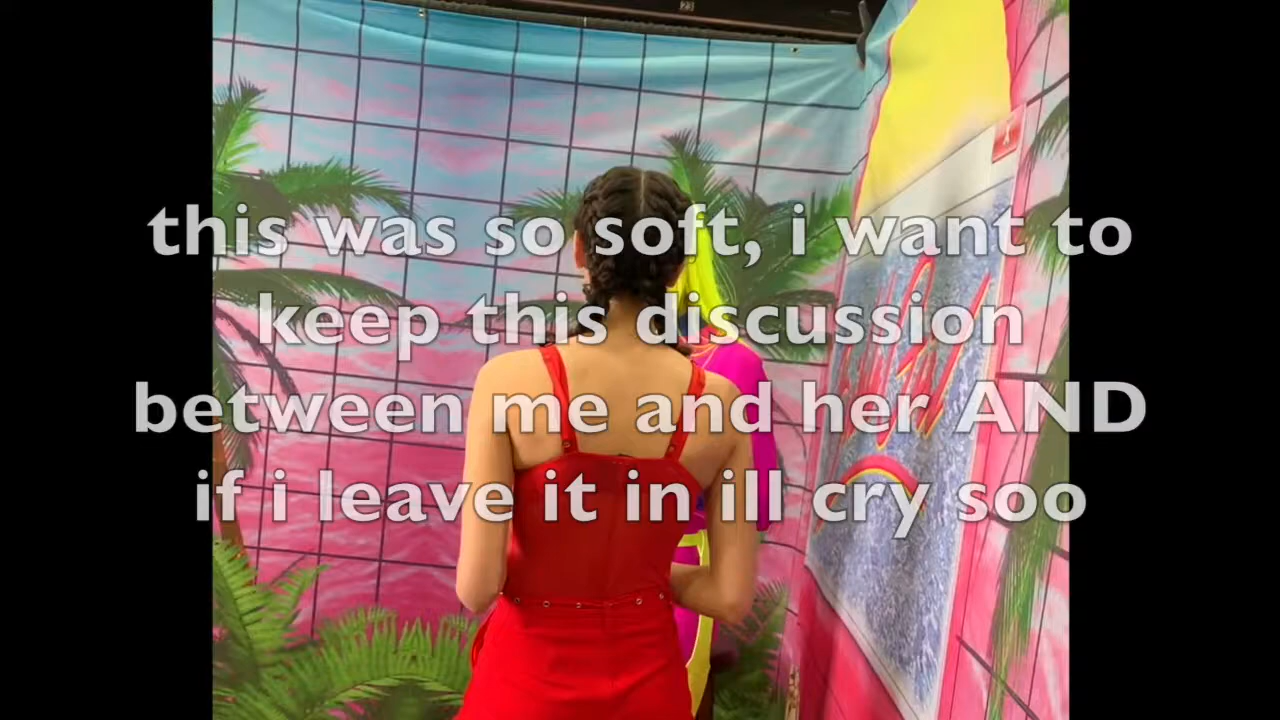 23
this was so soft, i want to
keep this discussion
between me and her AND
if i leave it in ill cry soo